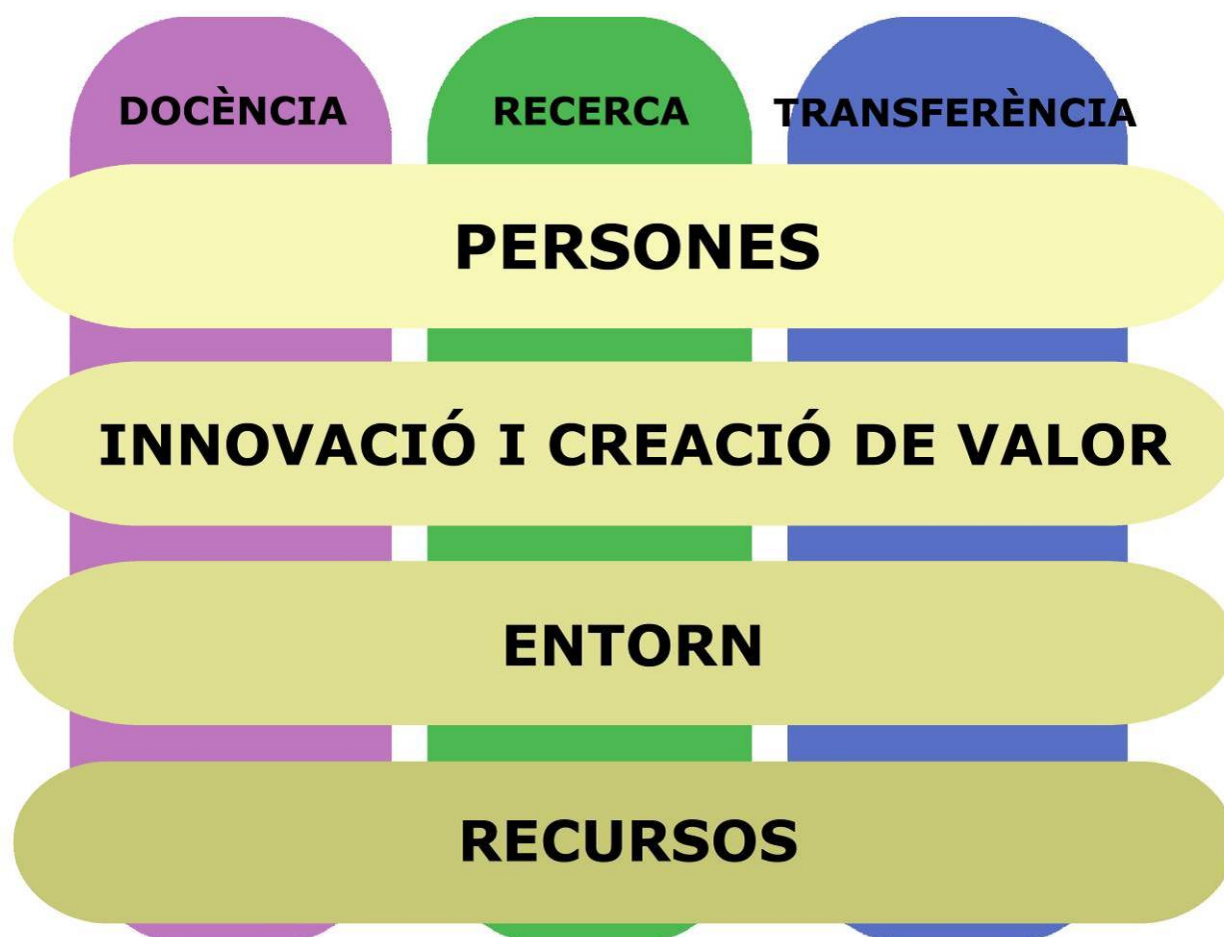 DOCÈNCIA
RECERCA
TRANSFERÈNCIA
PERSONES
INNOVACIÓ I CREACIÓ DE VALOR
ENTORN
RECURSOS